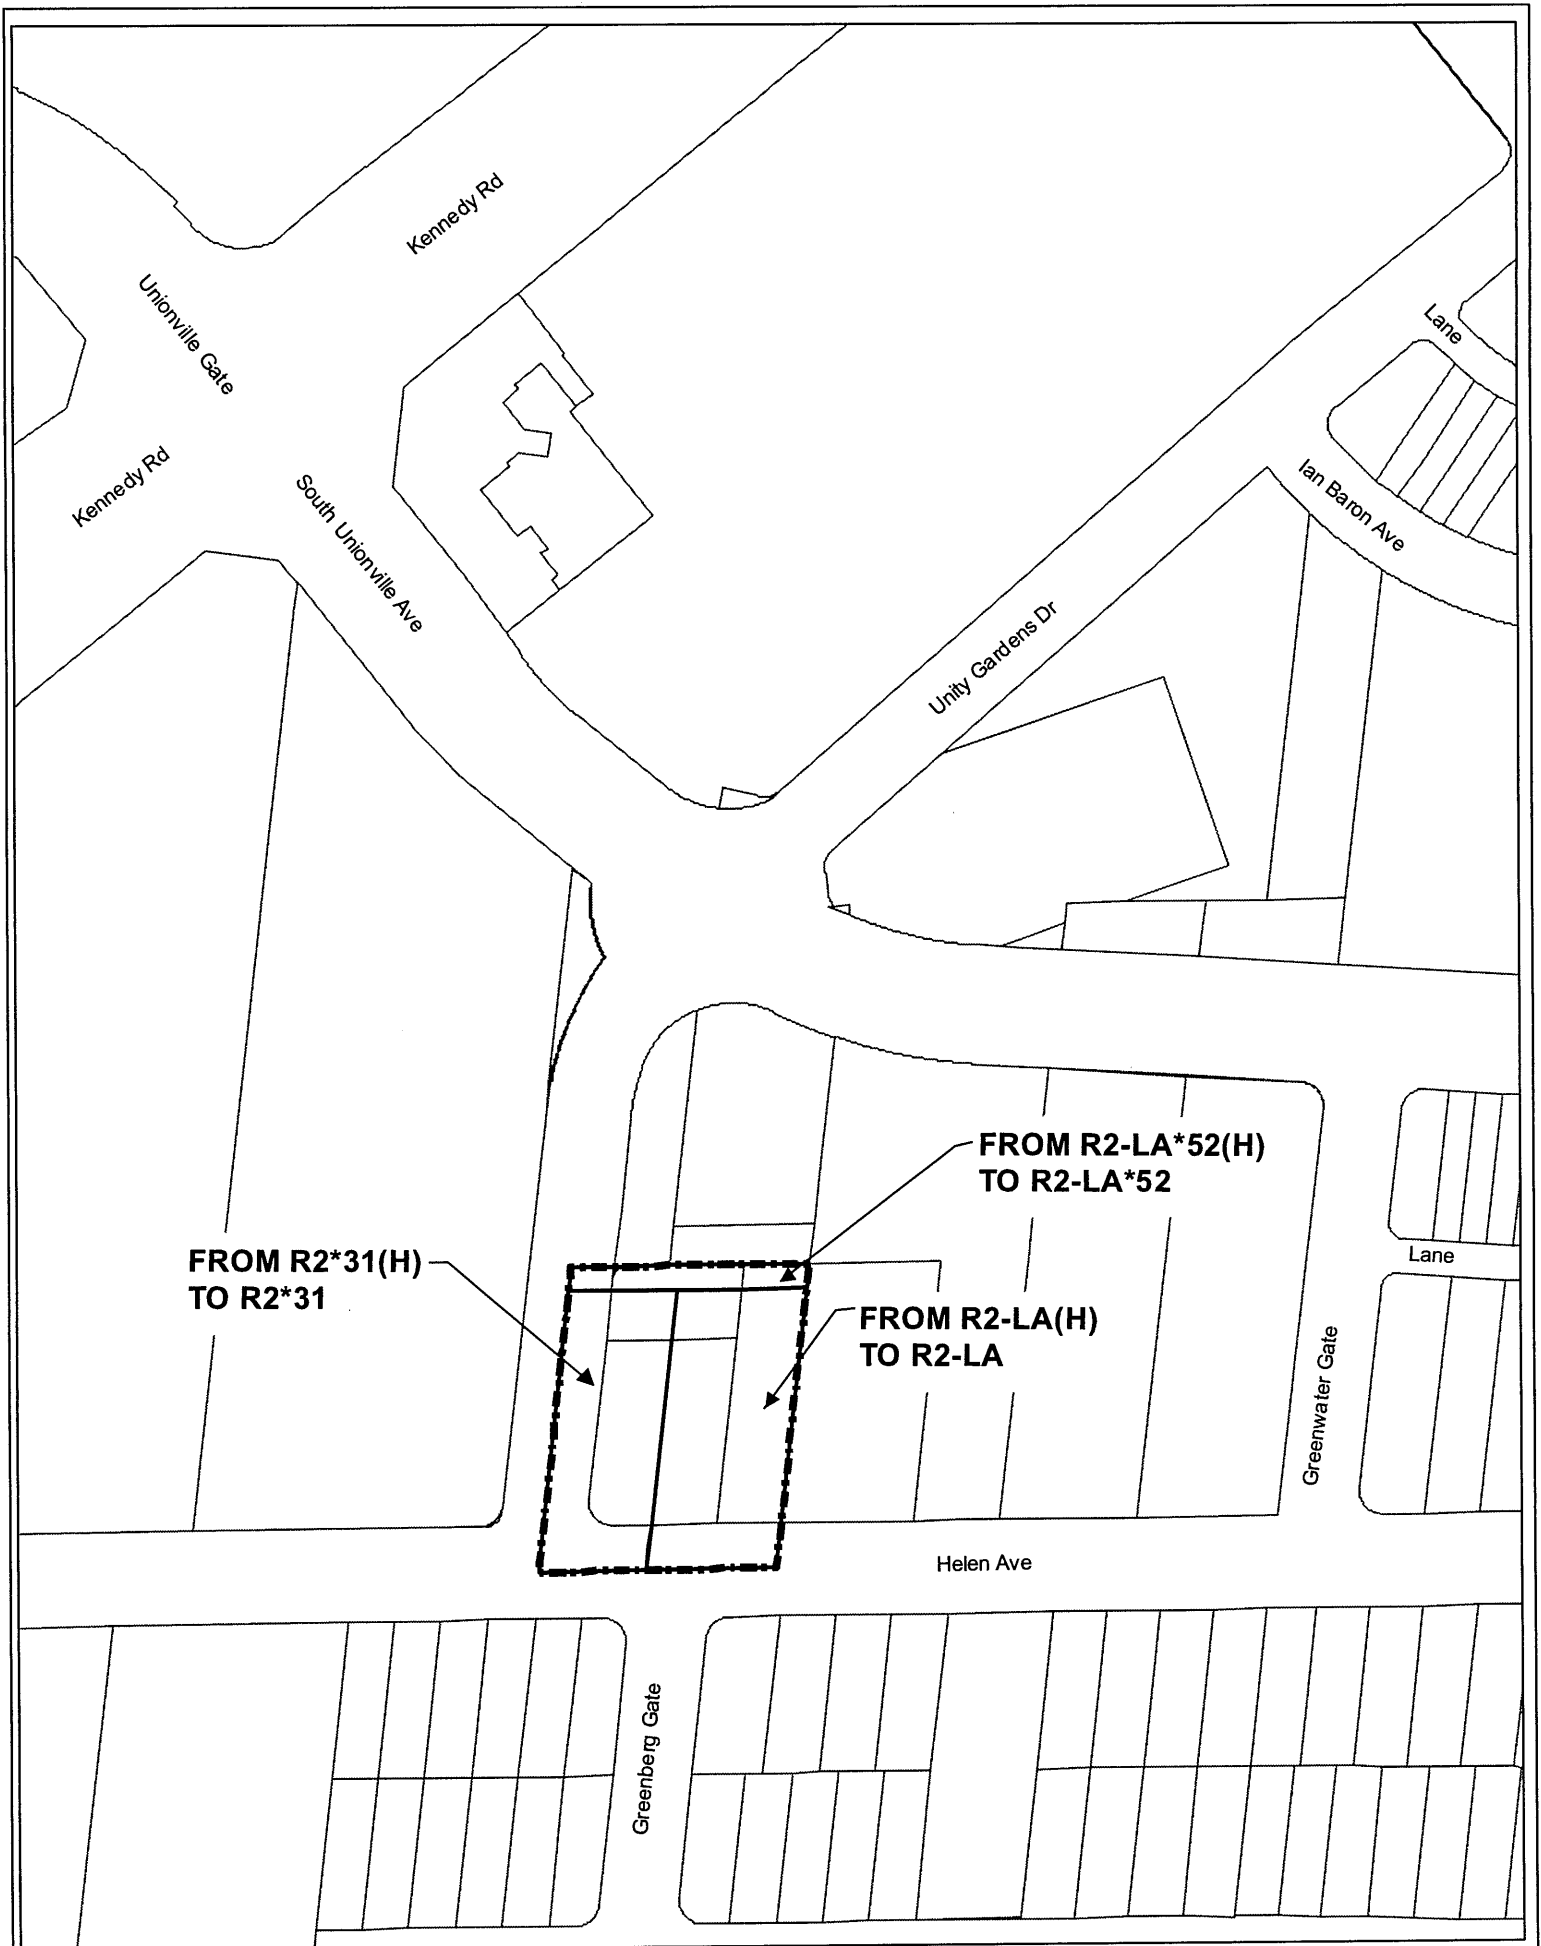 Kennedy Rd
Unionville Gate
Lane
Kennedy Rd
South Unionville Ave
Ian Baron Ave
Unity Gardens Dr
FROM R2-LA*52(H)
TO R2-LA*52
FROM R2*31(H)
TO R2*31
Lane
FROM R2-LA(H)
TO R2-LA
Greenwater Gate
Helen Ave
Greenberg Gate